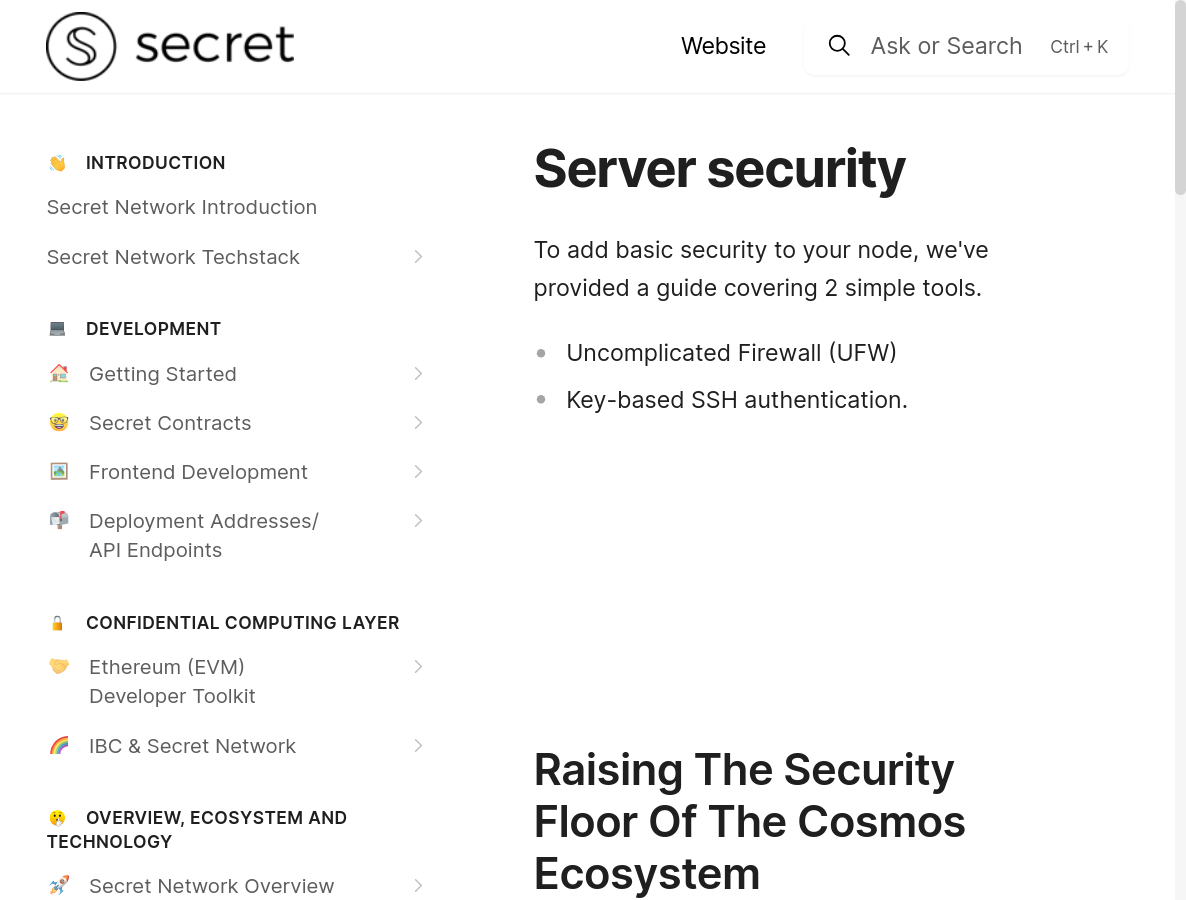 secret
Website
Ask or Search
Ctrl + K
INTRODUCTION
Secret Network Introduction
Secret Network Techstack
DEVELOPMENT
Getting Started
Secret Contracts
Frontend Development
Deployment Addresses/
API Endpoints
CONFIDENTIAL COMPUTING LAYER
Ethereum (EVM)
Developer Toolkit
IBC & Secret Network
OVERVIEW, ECOSYSTEM AND
TECHNOLOGY
Secret Network Overview
Server security
To add basic security to your node, we've
provided a guide covering 2 simple tools.
Uncomplicated Firewall (UFW)
Key-based SSH authentication.
Raising The Security
Floor Of The Cosmos
Ecosystem